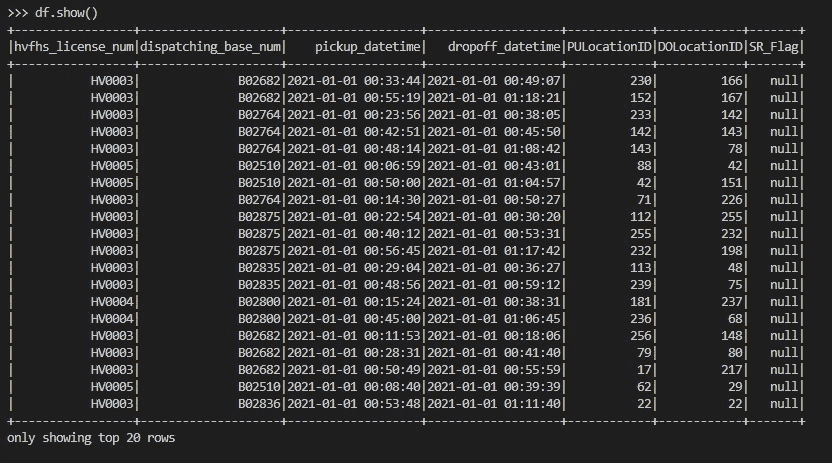 >>> df.show()
+-----------------+--------------------+-------------------+-------------------+------------+------------+-------+
|hvfhs_license_num|dispatching_base_num|    pickup_datetime|   dropoff_datetime|PULocationID|DOLocationID|SR_Flag|
+-----------------+--------------------+-------------------+-------------------+------------+------------+-------+
|           HV0003|              B02682|2021-01-01 00:33:44|2021-01-01 00:49:07|         230|         166|   null|
|           HV0003|              B02682|2021-01-01 00:55:19|2021-01-01 01:18:21|         152|         167|   null|
|           HV0003|              B02764|2021-01-01 00:23:56|2021-01-01 00:38:05|         233|         142|   null|
|           HV0003|              B02764|2021-01-01 00:42:51|2021-01-01 00:45:50|         142|         143|   null|
|           HV0003|              B02764|2021-01-01 00:48:14|2021-01-01 01:08:42|         143|          78|   null|
|           HV0005|              B02510|2021-01-01 00:06:59|2021-01-01 00:43:01|          88|          42|   null|
|           HV0005|              B02510|2021-01-01 00:50:00|2021-01-01 01:04:57|          42|         151|   null|
|           HV0003|              B02764|2021-01-01 00:14:30|2021-01-01 00:50:27|          71|         226|   null|
|           HV0003|              B02875|2021-01-01 00:22:54|2021-01-01 00:30:20|         112|         255|   null|
|           HV0003|              B02875|2021-01-01 00:40:12|2021-01-01 00:53:31|         255|         232|   null|
|           HV0003|              B02875|2021-01-01 00:56:45|2021-01-01 01:17:42|         232|         198|   null|
|           HV0003|              B02835|2021-01-01 00:29:04|2021-01-01 00:36:27|         113|          48|   null|
|           HV0003|              B02835|2021-01-01 00:48:56|2021-01-01 00:59:12|         239|          75|   null|
|           HV0004|              B02800|2021-01-01 00:15:24|2021-01-01 00:38:31|         181|         237|   null|
|           HV0004|              B02800|2021-01-01 00:45:00|2021-01-01 01:06:45|         236|          68|   null|
|           HV0003|              B02682|2021-01-01 00:11:53|2021-01-01 00:18:06|         256|         148|   null|
|           HV0003|              B02682|2021-01-01 00:28:31|2021-01-01 00:41:40|          79|          80|   null|
|           HV0003|              B02682|2021-01-01 00:50:49|2021-01-01 00:55:59|          17|         217|   null|
|           HV0005|              B02510|2021-01-01 00:08:40|2021-01-01 00:39:39|          62|          29|   null|
|           HV0003|              B02836|2021-01-01 00:53:48|2021-01-01 01:11:40|          22|          22|   null|
+-----------------+--------------------+-------------------+-------------------+------------+------------+-------+
only showing top 20 rows